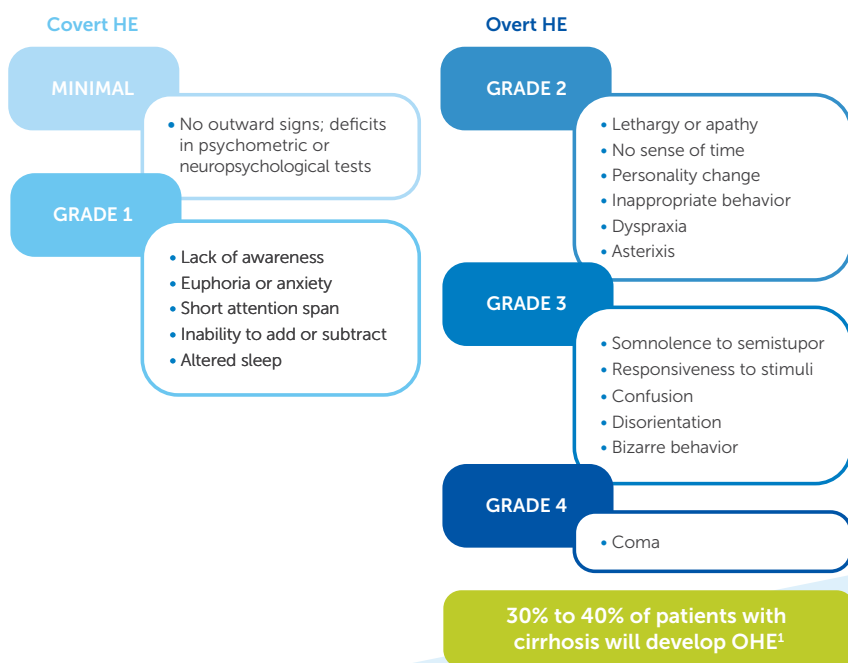 Covert HE
MINIMAL
• No outward signs; deficits
in psychometric or
neuropsychological tests
GRADE 1
• Lack of awareness
• Euphoria or anxiety
• Short attention span
• Inability to add or subtract
• Altered sleep
Overt HE
GRADE 2
• Lethargy or apathy
• No sense of time
• Personality change
• Inappropriate behavior
• Dyspraxia
• Asterixis
GRADE 3
• Somnolence to semistupor
• Responsiveness to stimuli
• Confusion
• Disorientation
• Bizarre behavior
GRADE 4
• Coma
30% to 40% of patients with
cirrhosis will develop OHE¹